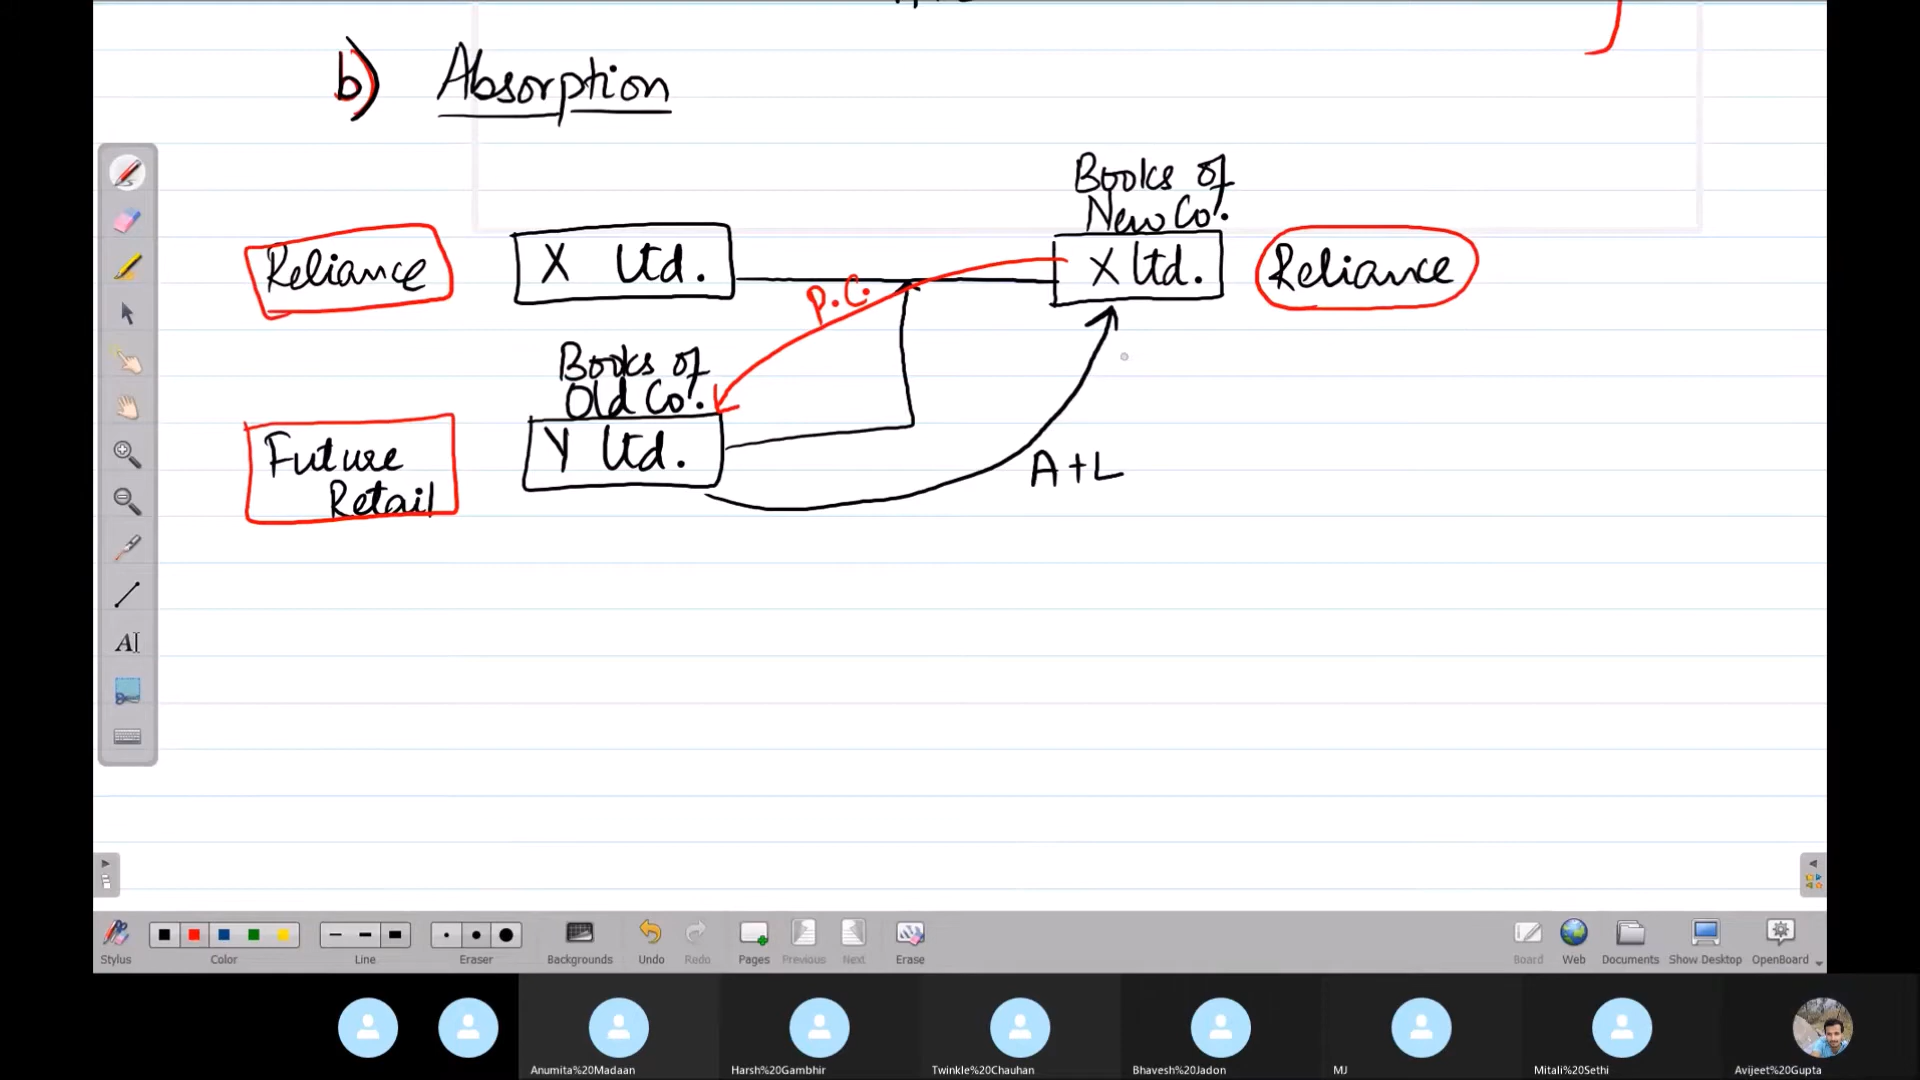 b) Absorption
Books of
New Co.
Reliance
X Ltd.
P.C.
X Ltd.
Reliance
Books of
Old Co.
Future
Retail
Y Ltd.
A+L
AI
Stylus
Color
Line
Eraser
Backgrounds
Undo
Redo
Pages
Previous
Next
Erase
Board
Web
Documents
Show Desktop
OpenBoard
Anumita%20Madaan
Harsh%20Gambhir
Twinkle%20Chauhan
Bhavesh%20Jadon
MJ
Mitali%20Sethi
Avijeet%20Gupta